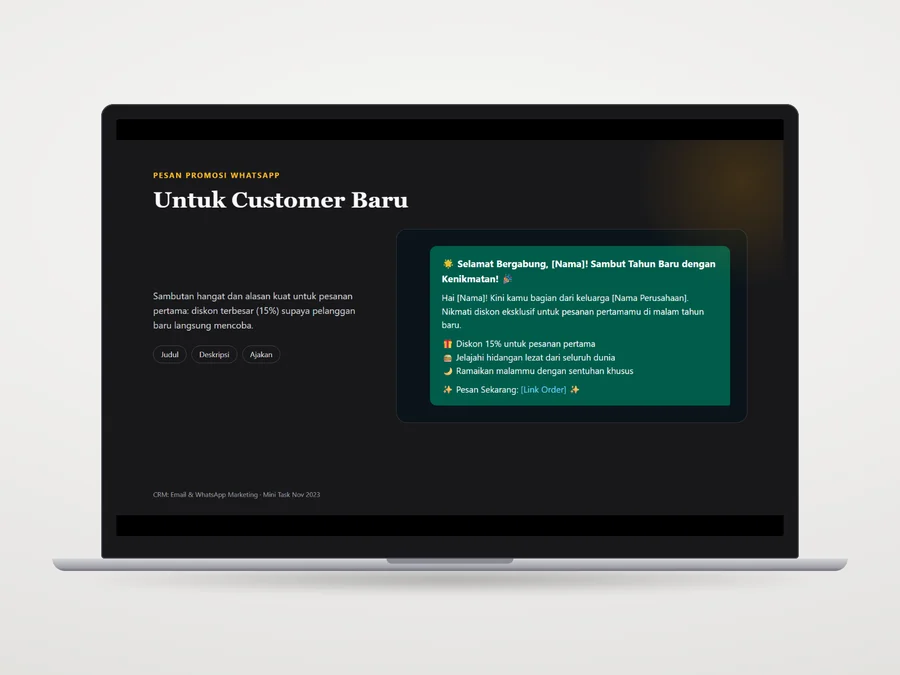 PESAN PROMOSI WHATSAPP
Untuk Customer Baru
Sambutan hangat dan alasan kuat untuk pesanan
pertama: diskon terbesar (15%) supaya pelanggan
baru langsung mencoba.
Judul
Deskripsi
Ajakan
🌟 Selamat Bergabung, [Nama]! Sambut Tahun Baru dengan
Kenikmatan! 🎉
Hai [Nama]! Kini kamu bagian dari keluarga [Nama Perusahaan].
Nikmati diskon eksklusif untuk pesanan pertamamu di malam tahun
baru.
🎁 Diskon 15% untuk pesanan pertama
🍔 Jelajahi hidangan lezat dari seluruh dunia
🌙 Ramaikan malammu dengan sentuhan khusus
✨ Pesan Sekarang: [Link Order] ✨
CRM: Email & WhatsApp Marketing · Mini Task Nov 2023